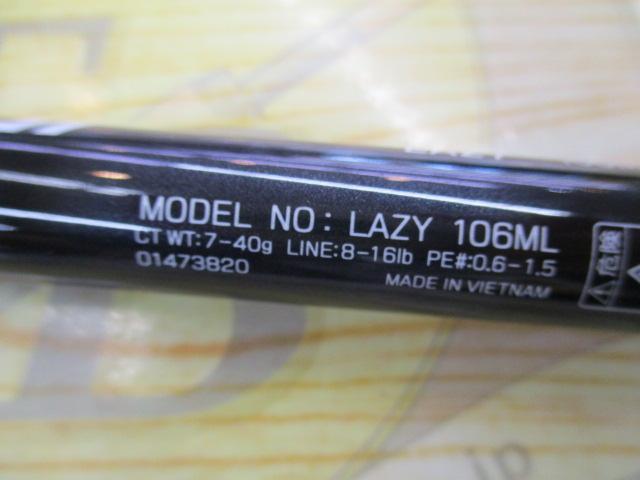 MODEL NO: LAZY 106ML
CT WT:7-40g LINE:8-16lb PE#:0.6-1.5
01473820
MADE IN VIETNAM
危険